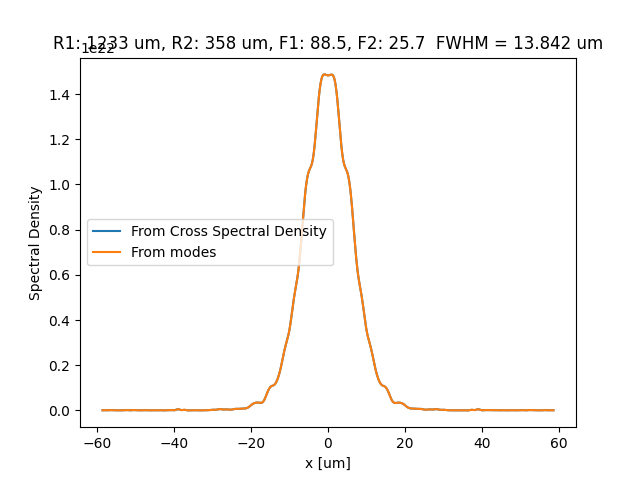 R1: 1233 um, R2: 358 um, F1: 88.5, F2: 25.7  FWHM = 13.842 um
1e22
1.4
1.2
1.0
0.8
0.6
0.4
0.2
0.0
Spectral Density
From Cross Spectral Density
From modes
−60
−40
−20
0
20
40
60
x [um]